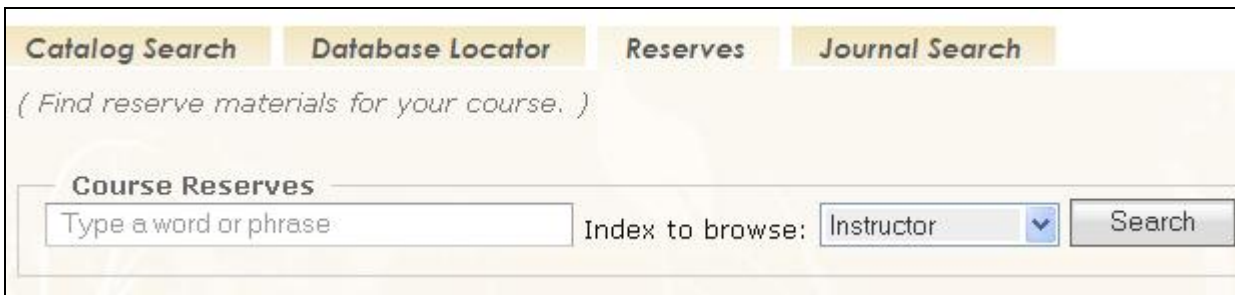 Catalog Search Database Locator Reserves Journal Search
( Find reserve materials for your course. )
Course Reserves
Type a word or phrase Index to browse: Instructor Search